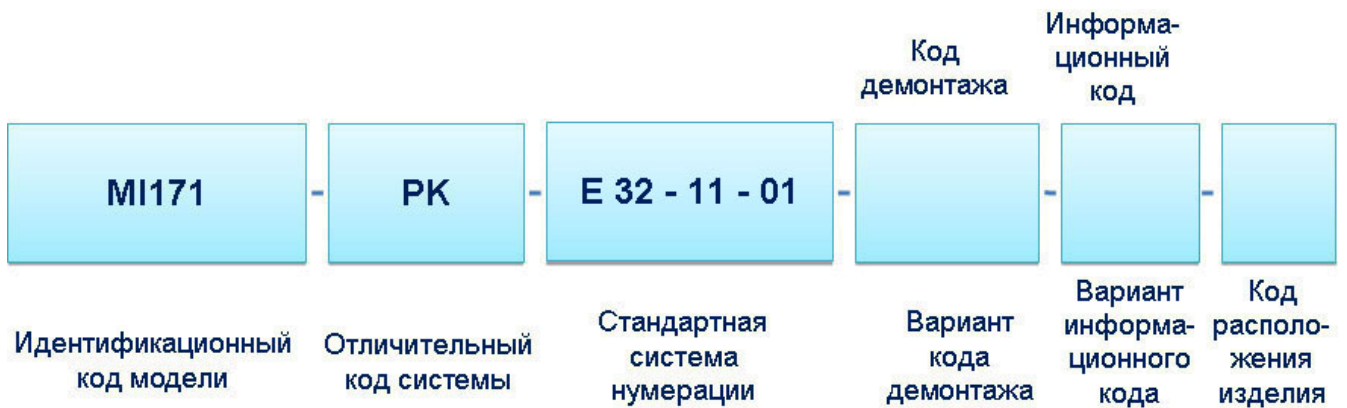 Код
демонтажа
Информа-
ционный
код
MI171 - PK - E 32 - 11 - 01 - - -
Идентификационный
код модели
Отличительный
код системы
Стандартная
система
нумерации
Вариант
кода
демонтажа
Вариант
информа-
ционного
кода
Код
располо-
жения
изделия